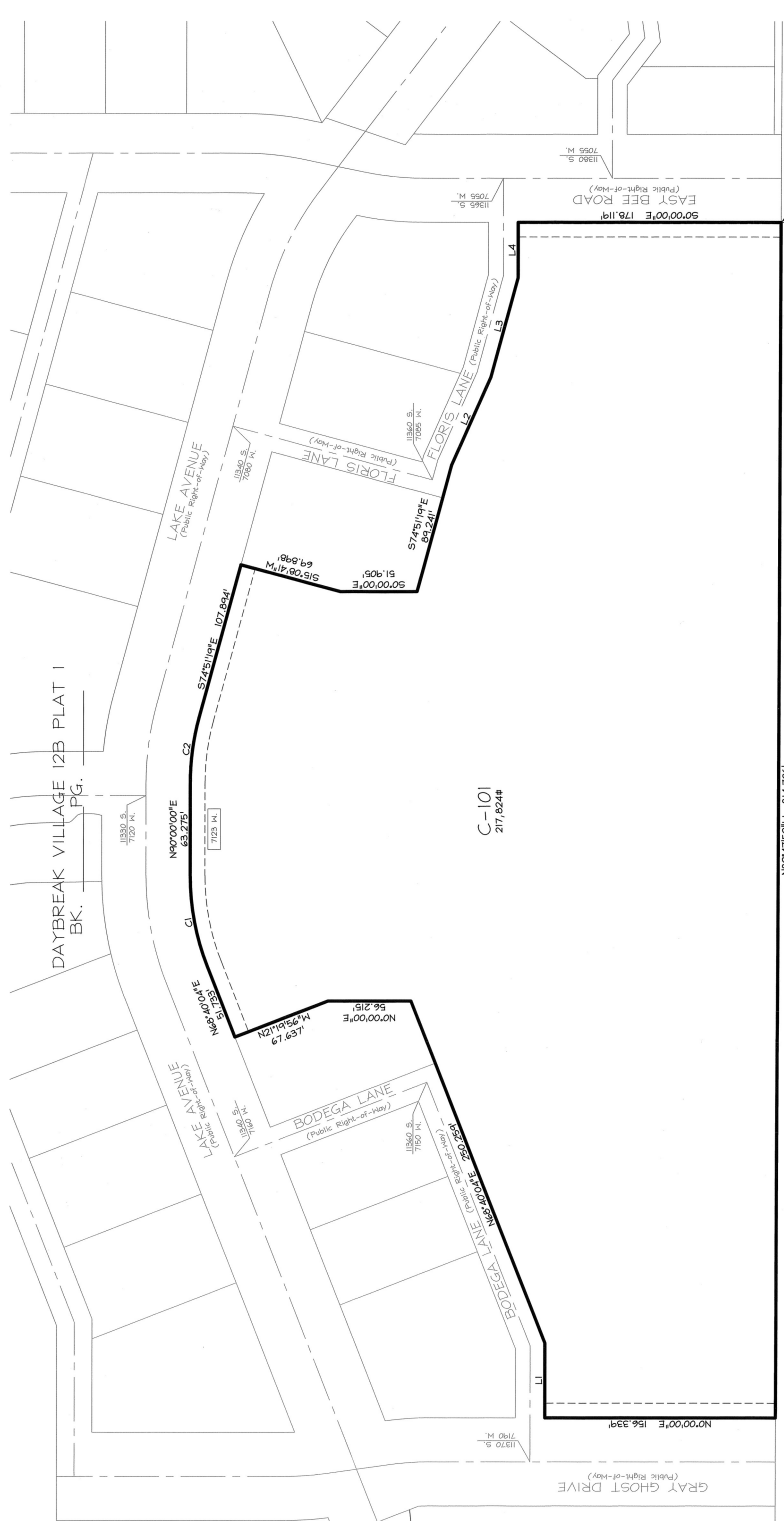 DAYBREAK VILLAGE 12B PLAT 1
BK. PG.
LAKE AVENUE
(Public Right-of-Way)
LAKE AVENUE
(Public Right-of-Way)
11330 S.
7120 W.
11340 S.
7080 W.
11340 S.
7160 W.
N68°40'04"E
51.733'
C1
N90°00'00"E
63.275'
C2
S74°51'19"E 107.894'
7123 W.
N21°19'56"W
67.637'
N0°00'00"E
56.215'
S15°08'41"W
69.898'
S0°00'00"E
51.905'
S74°51'19"E
89.241'
FLORIS LANE
(Public Right-of-Way)
11360 S.
7085 W.
FLORIS LANE (Public Right-of-Way)
L2
L3
L4
11365 S.
7055 W.
11380 S.
7055 W.
EASY BEE ROAD
(Public Right-of-Way)
S0°00'00"E 178.119'
BODEGA LANE
(Public Right-of-Way)
11360 S.
7150 W.
BODEGA LANE (Public Right-of-Way)
N68°40'04"E 250.259'
L1
11370 S.
7190 W.
GRAY GHOST DRIVE
(Public Right-of-Way)
N0°00'00"E 156.339'
C-101
217,824#